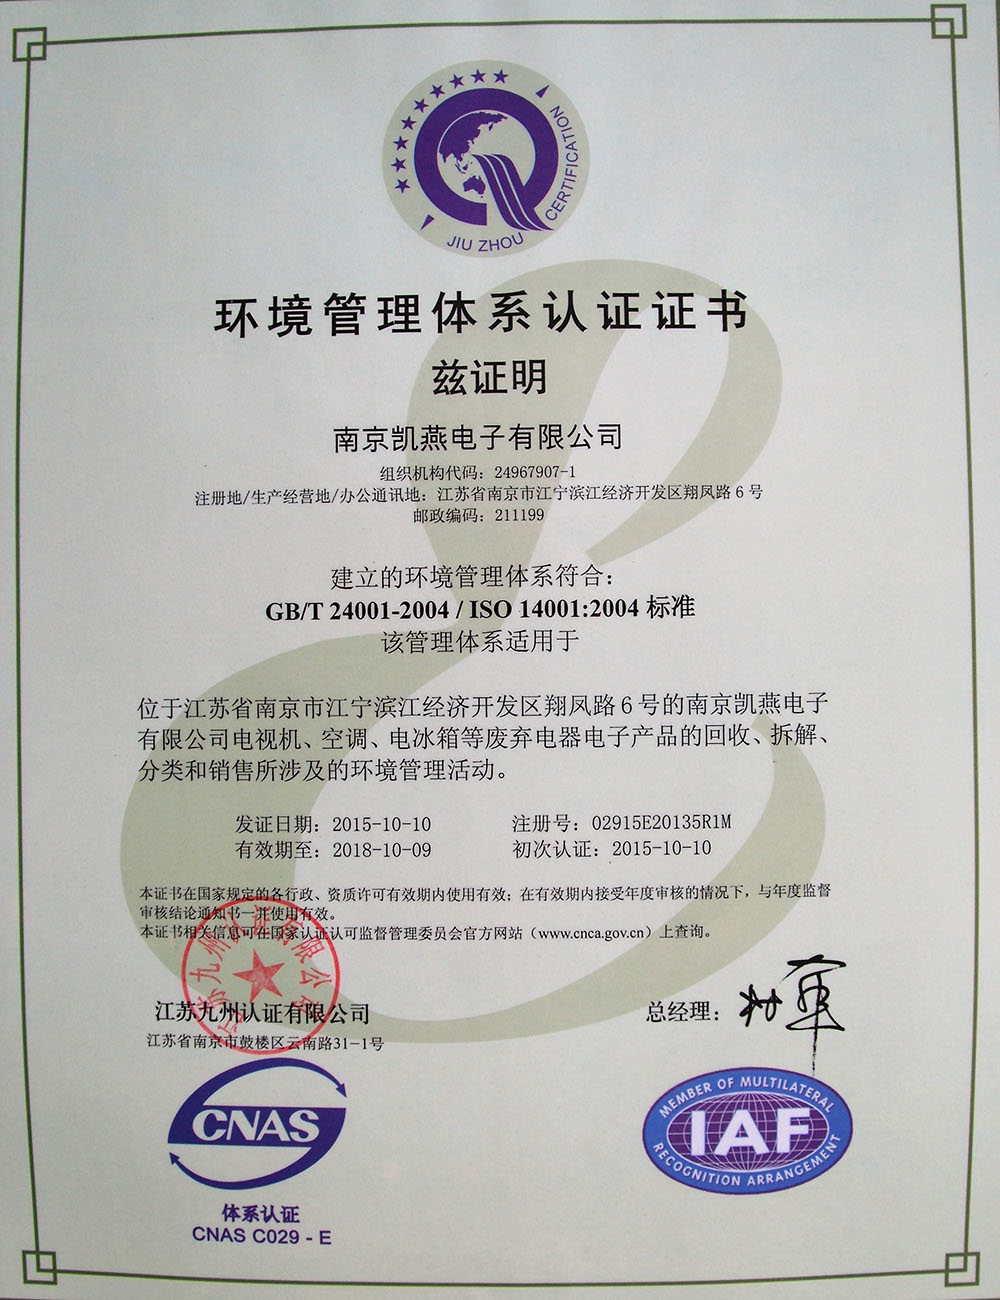 JIU ZHOU CERTIFICATION
环境管理体系认证证书
兹证明
南京凯燕电子有限公司
组织机构代码：24967907-1
注册地/生产经营地/办公通讯地：江苏省南京市江宁滨江经济开发区翔凤路6号
邮政编码：211199
建立的环境管理体系符合：
GB/T 24001-2004 / ISO 14001:2004 标准
该管理体系适用于
位于江苏省南京市江宁滨江经济开发区翔凤路6号的南京凯燕电子
有限公司电视机、空调、电冰箱等废弃电器电子产品的回收、拆解、
分类和销售所涉及的环境管理活动。
发证日期：2015-10-10 注册号：02915E20135R1M
有效期至：2018-10-09 初次认证：2015-10-10
本证书在国家规定的各行政、资质许可有效期内使用有效；在有效期内接受年度审核的情况下，与年度监督
审核结论通知书一并使用有效。
本证书相关信息可在国家认证认可监督管理委员会官方网站（www.cnca.gov.cn）上查询。
江苏九州认证有限公司
江苏九州认证有限公司 总经理：
江苏省南京市鼓楼区云南路31-1号
CNAS
体系认证
CNAS C029 - E
MEMBER OF MULTILATERAL
IAF
RECOGNITION ARRANGEMENT